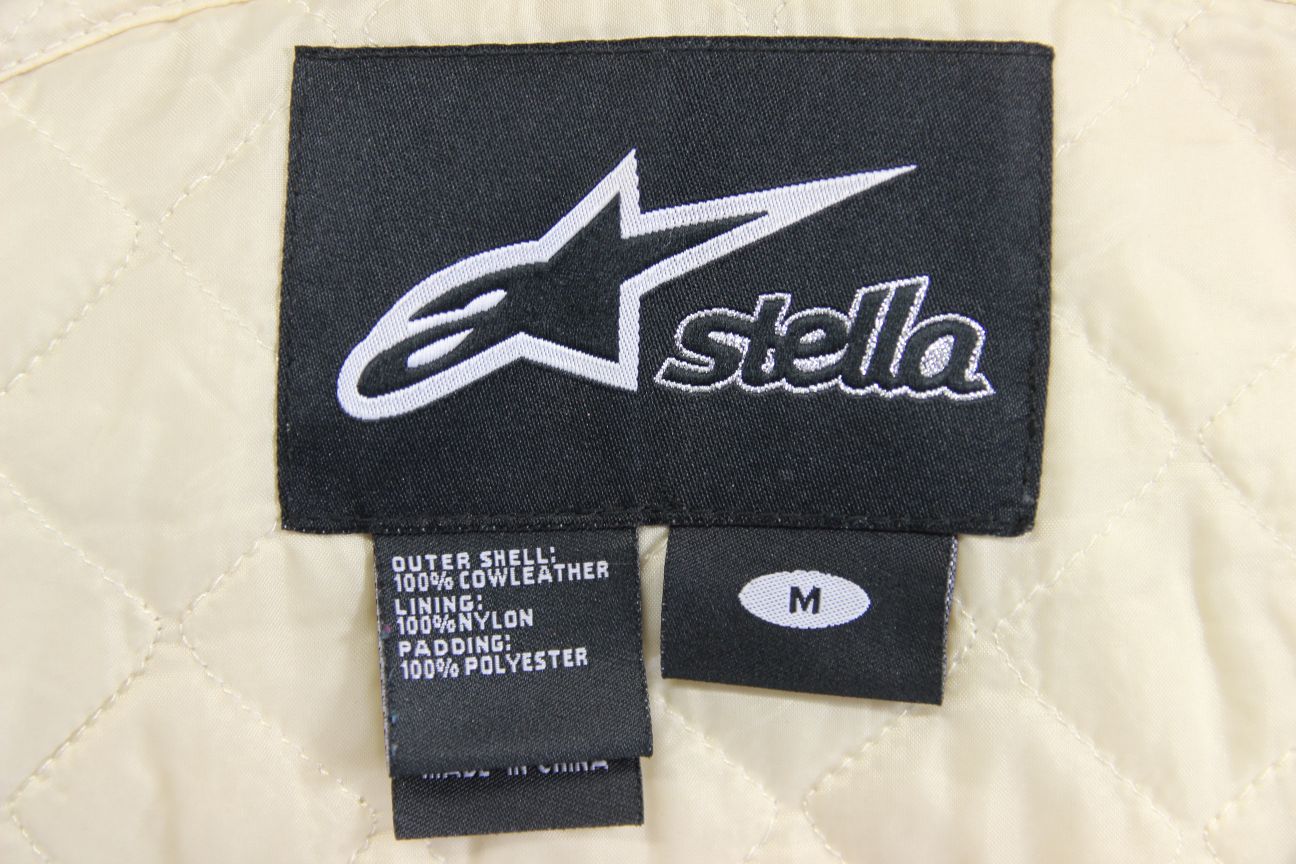 stella
OUTER SHELL:
100% COWLEATHER
LINING:
100%NYLON
PADDING:
100% POLYESTER
MADE IN CHINA
M